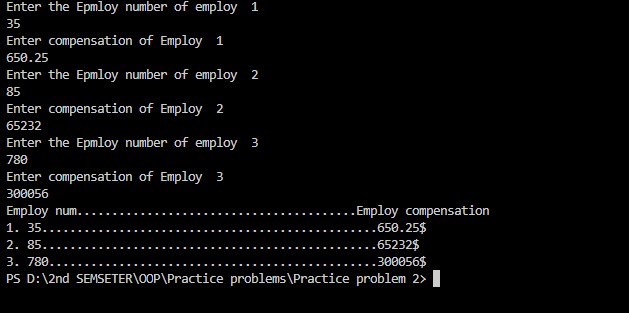 Enter the Epmloy number of employ  1
35
Enter compensation of Employ  1
650.25
Enter the Epmloy number of employ  2
85
Enter compensation of Employ  2
65232
Enter the Epmloy number of employ  3
780
Enter compensation of Employ  3
300056
Employ num........................................Employ compensation
1. 35................................................650.25$
2. 85................................................65232$
3. 780...............................................300056$
PS D:\2nd SEMSETER\OOP\Practice problems\Practice problem 2>